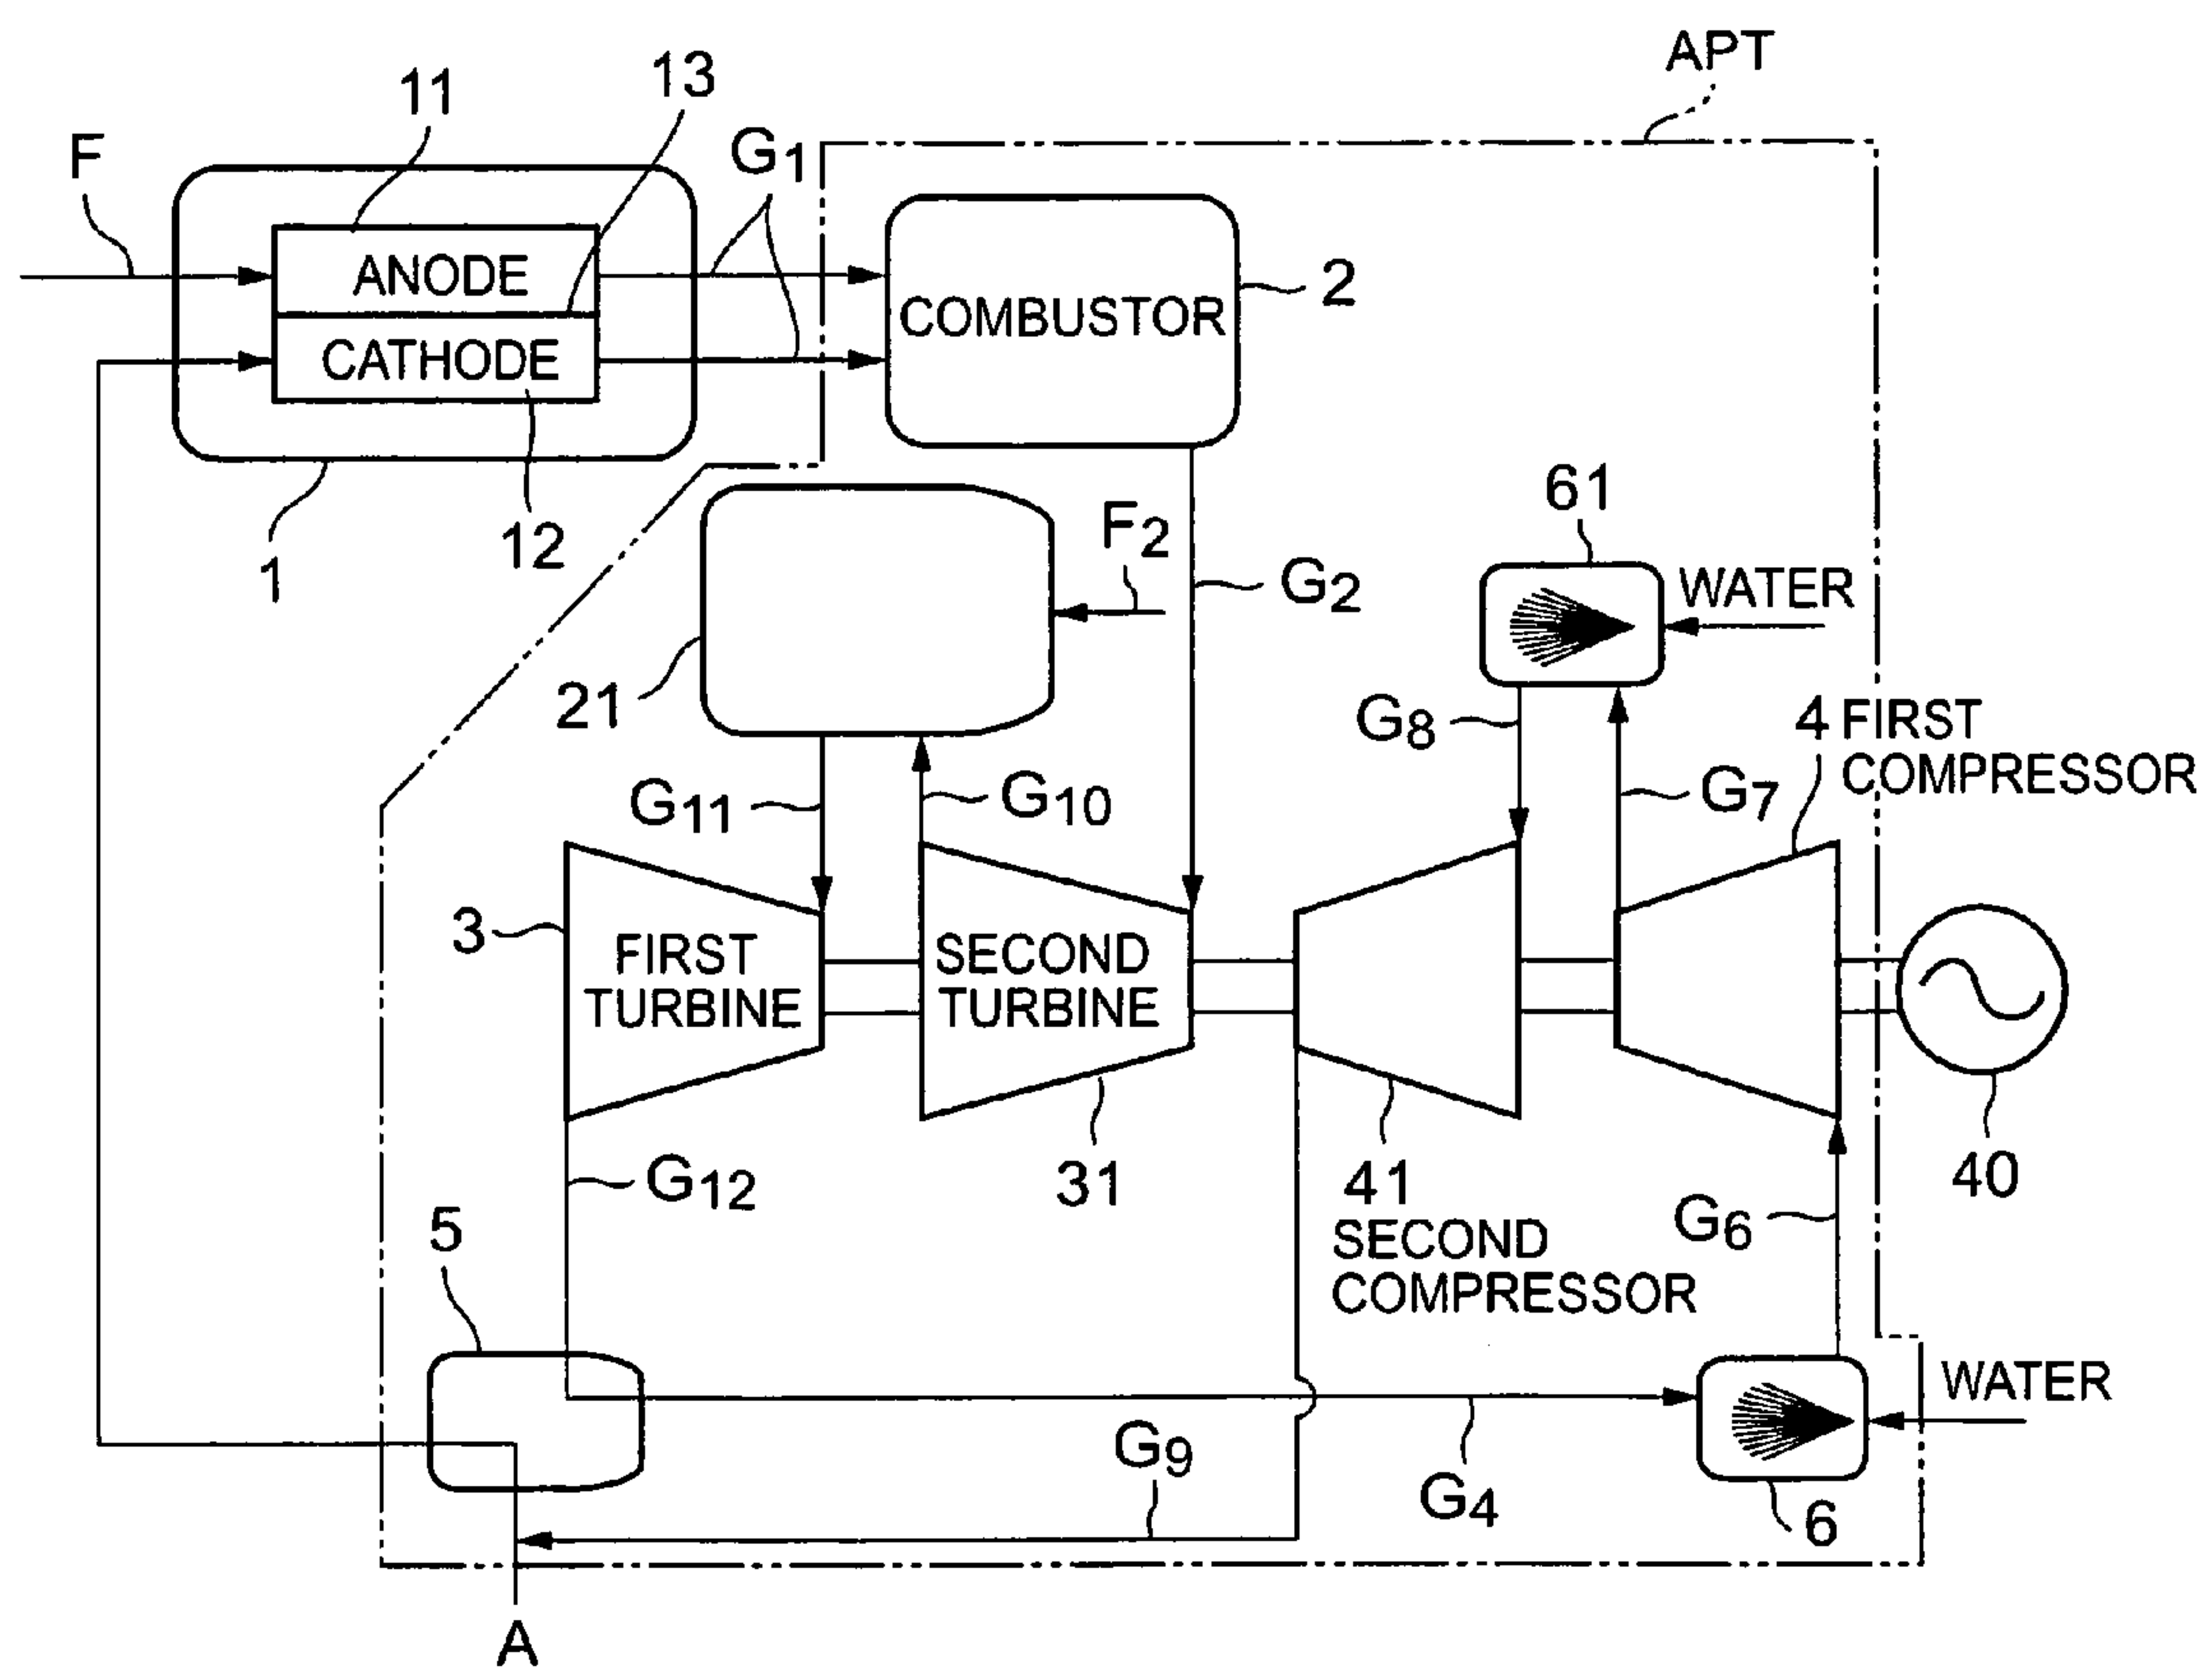 APT
13
11
G1
F
ANODE
2
COMBUSTOR
CATHODE
61
F2
12
G2
1
WATER
21
G8
4 FIRST
COMPRESSOR
G11
G10
G7
3
FIRST
TURBINE
SECOND
TURBINE
G12
31
41
SECOND
COMPRESSOR
40
G6
5
WATER
G9
G4
6
A